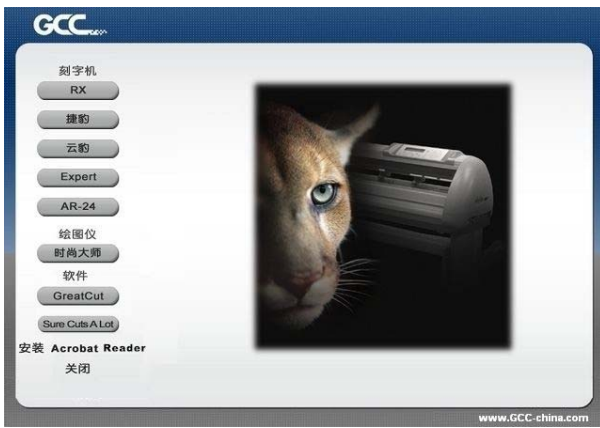 GCC
刻字机
RX
捷豹
云豹
Expert
AR-24
绘图仪
时尚大师
软件
GreatCut
Sure Cuts A Lot
安装 Acrobat Reader
关闭
www.GCC-china.com